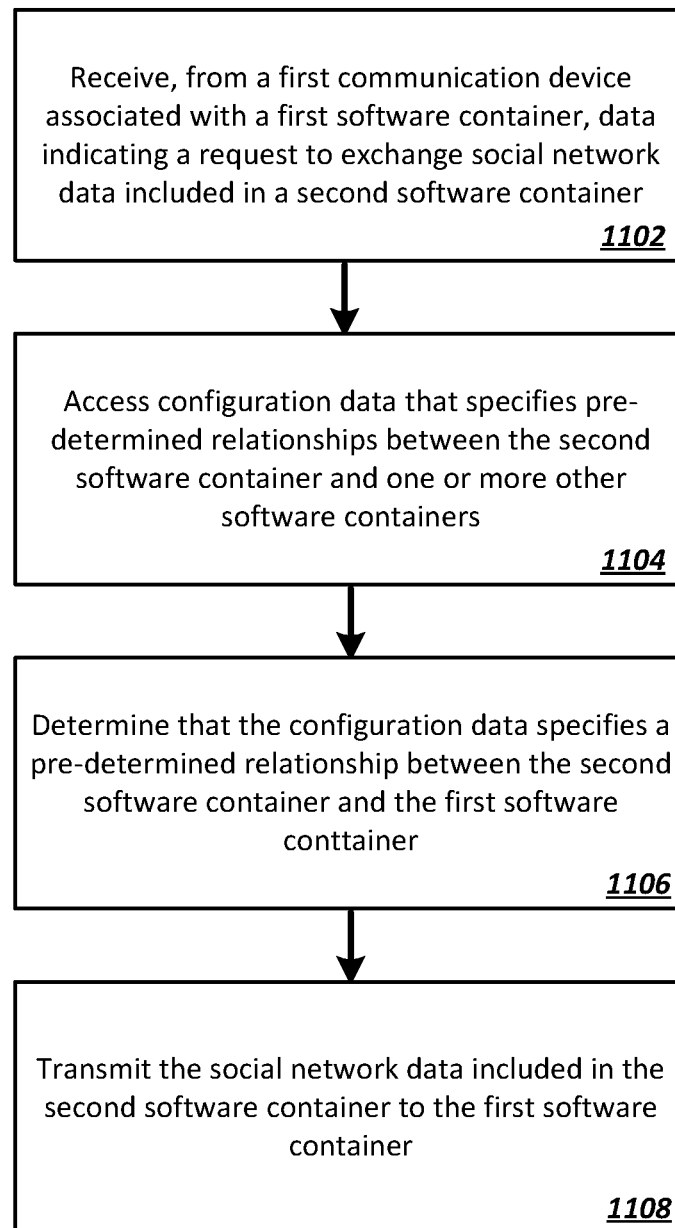 Receive, from a first communication device
associated with a first software container, data
indicating a request to exchange social network
data included in a second software container
1102
Access configuration data that specifies pre-
determined relationships between the second
software container and one or more other
software containers
1104
Determine that the configuration data specifies a
pre-determined relationship between the second
software container and the first software
conttainer
1106
Transmit the social network data included in the
second software container to the first software
container
1108